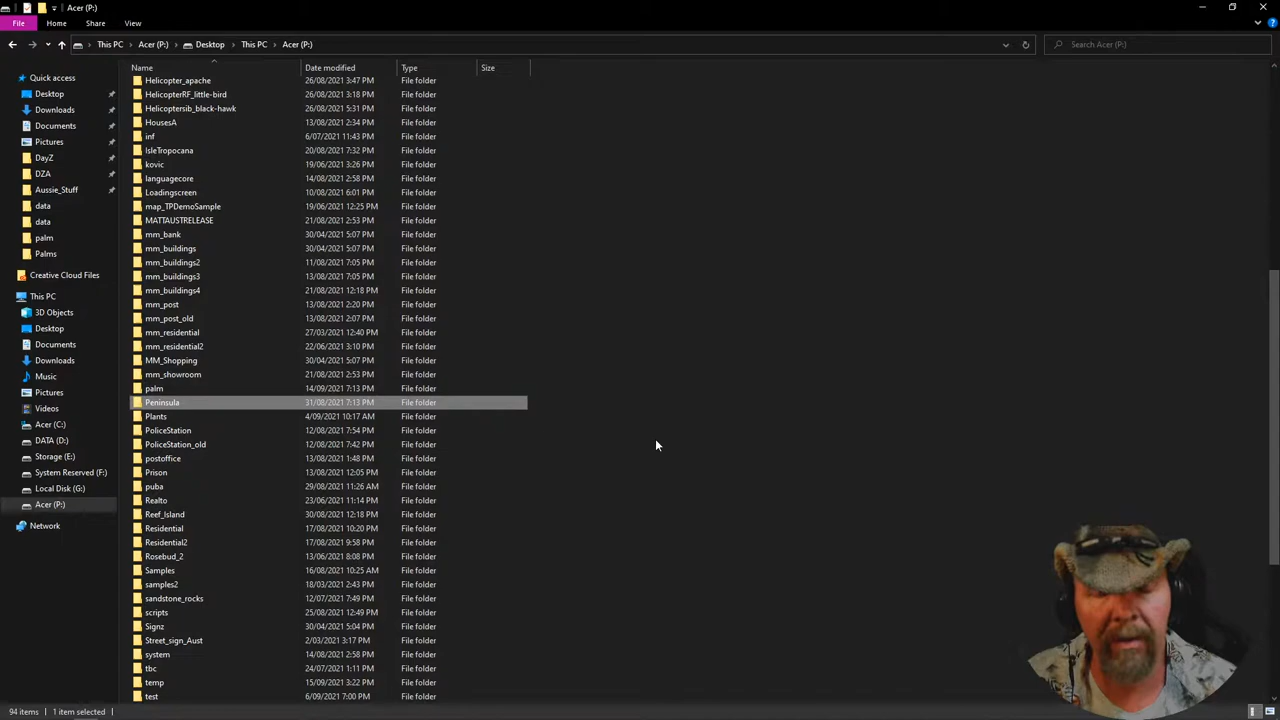 Acer (P:)
File Home Share View
This PC Acer (P:) Desktop This PC Acer (P:) Search Acer (P:)
Name Date modified Type Size
Quick access
Desktop
Downloads
Documents
Pictures
DayZ
DZA
Aussie_Stuff
data
data
palm
Palms
Creative Cloud Files
This PC
3D Objects
Desktop
Documents
Downloads
Music
Pictures
Videos
Acer (C:)
DATA (D:)
Storage (E:)
System Reserved (F:)
Local Disk (G:)
Acer (P:)
Network
Helicopter_apache 26/08/2021 3:47 PM File folder
HelicopterRF_little-bird 26/08/2021 3:18 PM File folder
Helicoptersib_black-hawk 26/08/2021 5:31 PM File folder
HousesA 13/08/2021 2:34 PM File folder
inf 6/07/2021 11:43 PM File folder
IsleTropocana 20/08/2021 7:32 PM File folder
kovic 19/06/2021 3:26 PM File folder
languagecore 14/08/2021 2:58 PM File folder
Loadingscreen 10/08/2021 6:01 PM File folder
map_TPDemoSample 19/06/2021 12:25 PM File folder
MATTAUSTRELEASE 21/08/2021 2:53 PM File folder
mm_bank 30/04/2021 5:07 PM File folder
mm_buildings 30/04/2021 5:07 PM File folder
mm_buildings2 11/08/2021 7:05 PM File folder
mm_buildings3 13/08/2021 7:05 PM File folder
mm_buildings4 21/08/2021 12:18 PM File folder
mm_post 13/08/2021 2:20 PM File folder
mm_post_old 13/08/2021 2:07 PM File folder
mm_residential 27/03/2021 12:40 PM File folder
mm_residential2 22/06/2021 3:10 PM File folder
MM_Shopping 30/04/2021 5:07 PM File folder
mm_showroom 21/08/2021 2:53 PM File folder
palm 14/09/2021 7:13 PM File folder
Peninsula 31/08/2021 7:13 PM File folder
Plants 4/09/2021 10:17 AM File folder
PoliceStation 12/08/2021 7:54 PM File folder
PoliceStation_old 12/08/2021 7:42 PM File folder
postoffice 13/08/2021 1:48 PM File folder
Prison 13/08/2021 12:05 PM File folder
puba 29/08/2021 11:26 AM File folder
Realto 23/06/2021 11:14 PM File folder
Reef_Island 30/08/2021 12:18 PM File folder
Residential 17/08/2021 10:20 PM File folder
Residential2 17/08/2021 9:58 PM File folder
Rosebud_2 13/06/2021 8:08 PM File folder
Samples 16/08/2021 10:25 AM File folder
samples2 18/03/2021 2:43 PM File folder
sandstone_rocks 12/07/2021 7:49 PM File folder
scripts 25/08/2021 12:49 PM File folder
Signz 30/04/2021 5:04 PM File folder
Street_sign_Aust 2/03/2021 3:17 PM File folder
system 14/08/2021 2:58 PM File folder
tbc 24/07/2021 1:11 PM File folder
temp 15/09/2021 3:22 PM File folder
test 6/09/2021 7:00 PM File folder
94 items 1 item selected